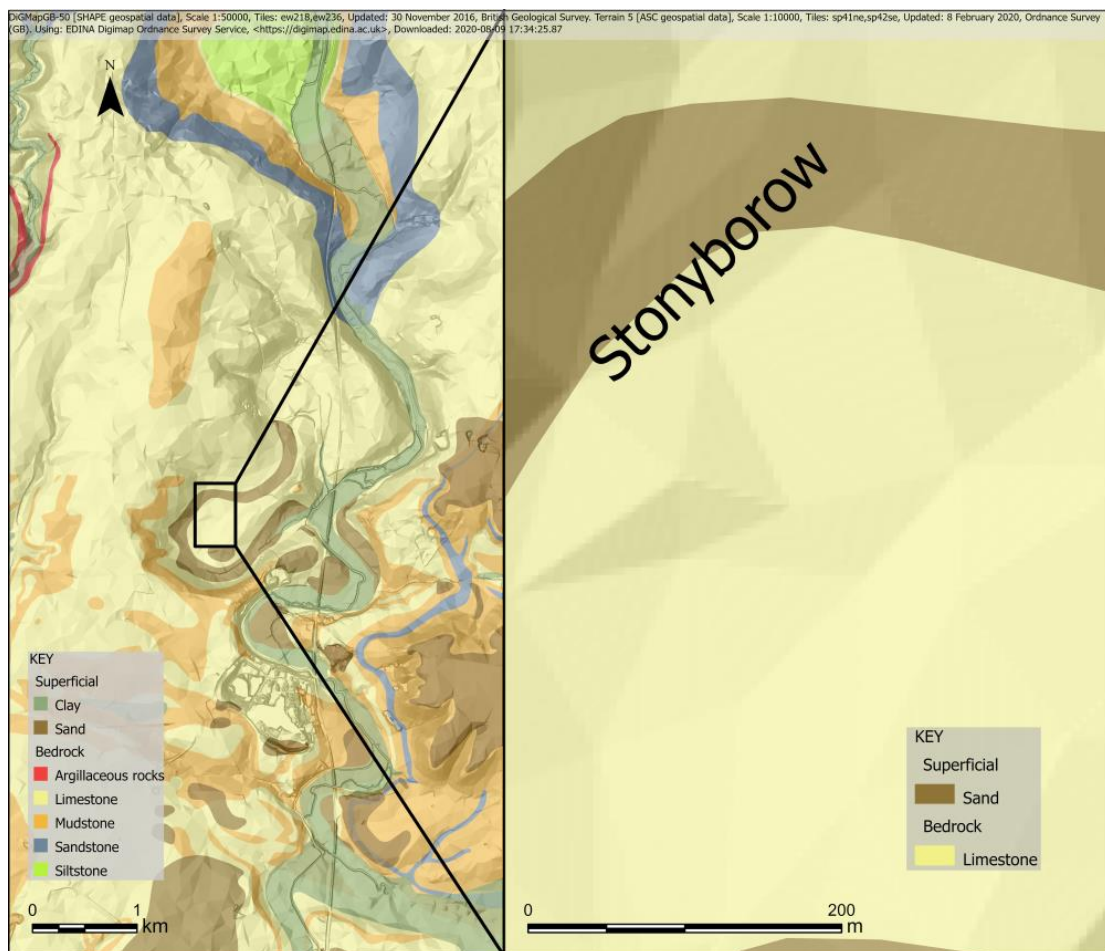 DiGMapGB-50 [SHAPE geospatial data], Scale 1:50000, Tiles: ew218,ew236, Updated: 30 November 2016, British Geological Survey. Terrain 5 [ASC geospatial data], Scale 1:10000, Tiles: sp41ne,sp42se, Updated: 8 February 2020, Ordnance Survey
(GB). Using: EDINA Digimap Ordnance Survey Service, <https://digimap.edina.ac.uk>, Downloaded: 2020-08-09 17:34:25.87
N
Stonyborow
KEY
Superficial
Clay
Sand
Bedrock
Argillaceous rocks
Limestone
Mudstone
Sandstone
Siltstone
0 1
km
KEY
Superficial
Sand
Bedrock
Limestone
0 200
m